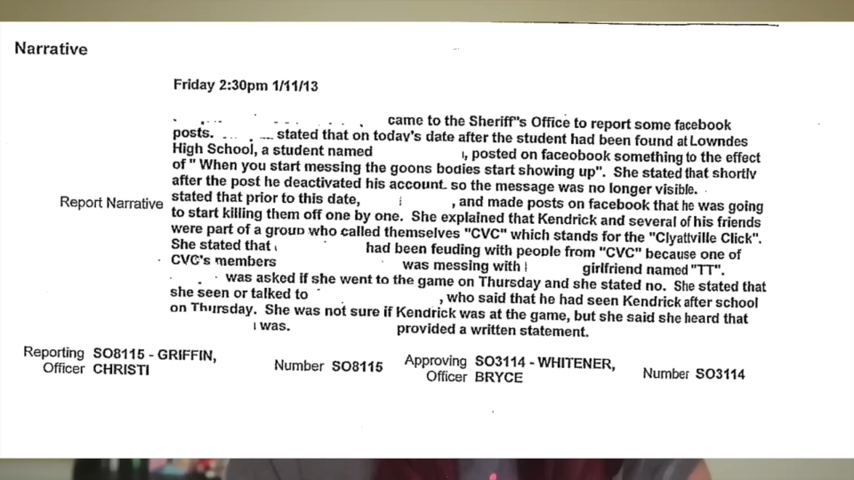 Narrative
Friday 2:30pm 1/11/13
came to the Sheriff"s Office to report some facebook
posts. stated that on today's date after the student had been found at Lowndes
High School, a student named , posted on faceobook something to the effect
of " When you start messing the goons bodies start showing up". She stated that shortly
after the post he deactivated his account. so the message was no longer visible.
Report Narrative stated that prior to this date, , and made posts on facebook that he was going
to start killing them off one by one. She explained that Kendrick and several of his friends
were part of a group who called themselves "CVC" which stands for the "Clyattville Click".
She stated that had been feuding with people from "CVC" because one of
CVC's members was messing with girlfriend named "TT".
was asked if she went to the game on Thursday and she stated no. She stated that
she seen or talked to , who said that he had seen Kendrick after school
on Thursday. She was not sure if Kendrick was at the game, but she said she heard that
was. provided a written statement.
Reporting SO8115 - GRIFFIN, Number SO8115 Approving SO3114 - WHITENER, Number SO3114
Officer CHRISTI Officer BRYCE